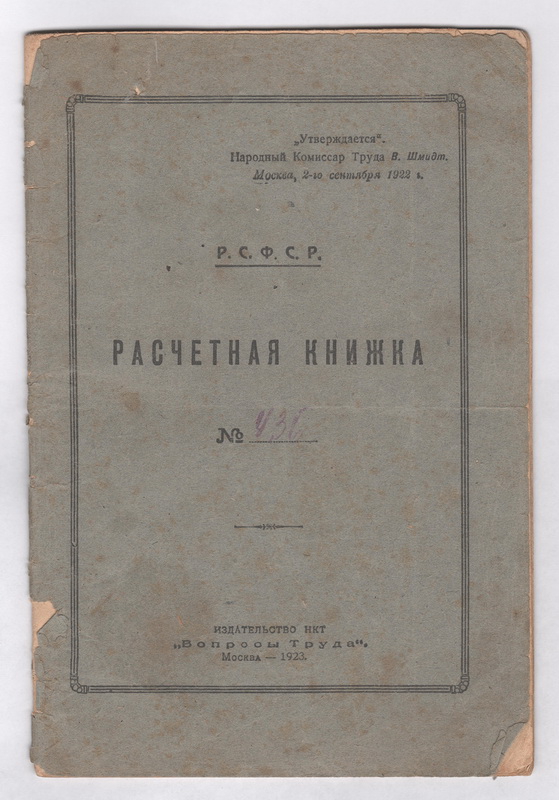 „Утверждается“.
Народный Комиссар Труда В. Шмидт.
Москва, 2-го сентября 1922 г.
Р. С. Ф. С. Р.
РАСЧЕТНАЯ КНИЖКА
№ 436
ИЗДАТЕЛЬСТВО НКТ
„Вопросы Труда“.
Москва — 1923.